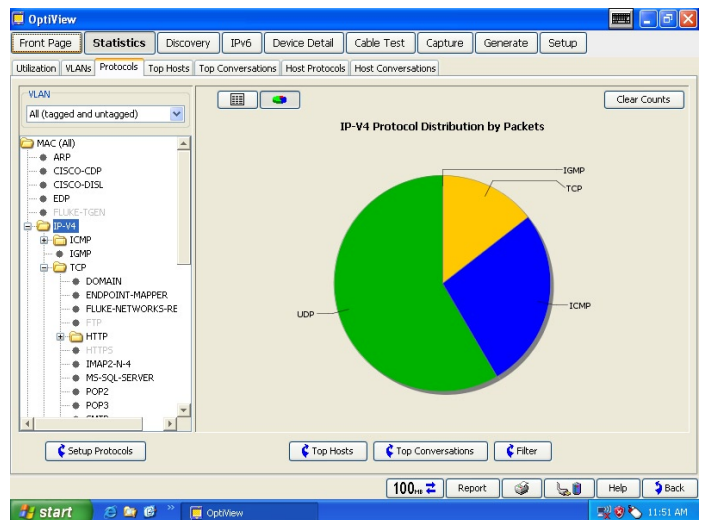 OptiView
Front Page Statistics Discovery IPv6 Device Detail Cable Test Capture Generate Setup
Utilization VLANs Protocols Top Hosts Top Conversations Host Protocols Host Conversations
VLAN
All (tagged and untagged)
Clear Counts
IP-V4 Protocol Distribution by Packets
MAC (All)
ARP
CISCO-CDP
CISCO-DISL
EDP
FLUKE-TGEN
IP-V4
ICMP
IGMP
TCP
DOMAIN
ENDPOINT-MAPPER
FLUKE-NETWORKS-RE
FTP
HTTP
HTTPS
IMAP2-N-4
MS-SQL-SERVER
POP2
POP3
SMTP
IGMP
TCP
UDP
ICMP
Setup Protocols
Top Hosts Top Conversations Filter
100MB Report Help Back
start OptiView 11:51 AM